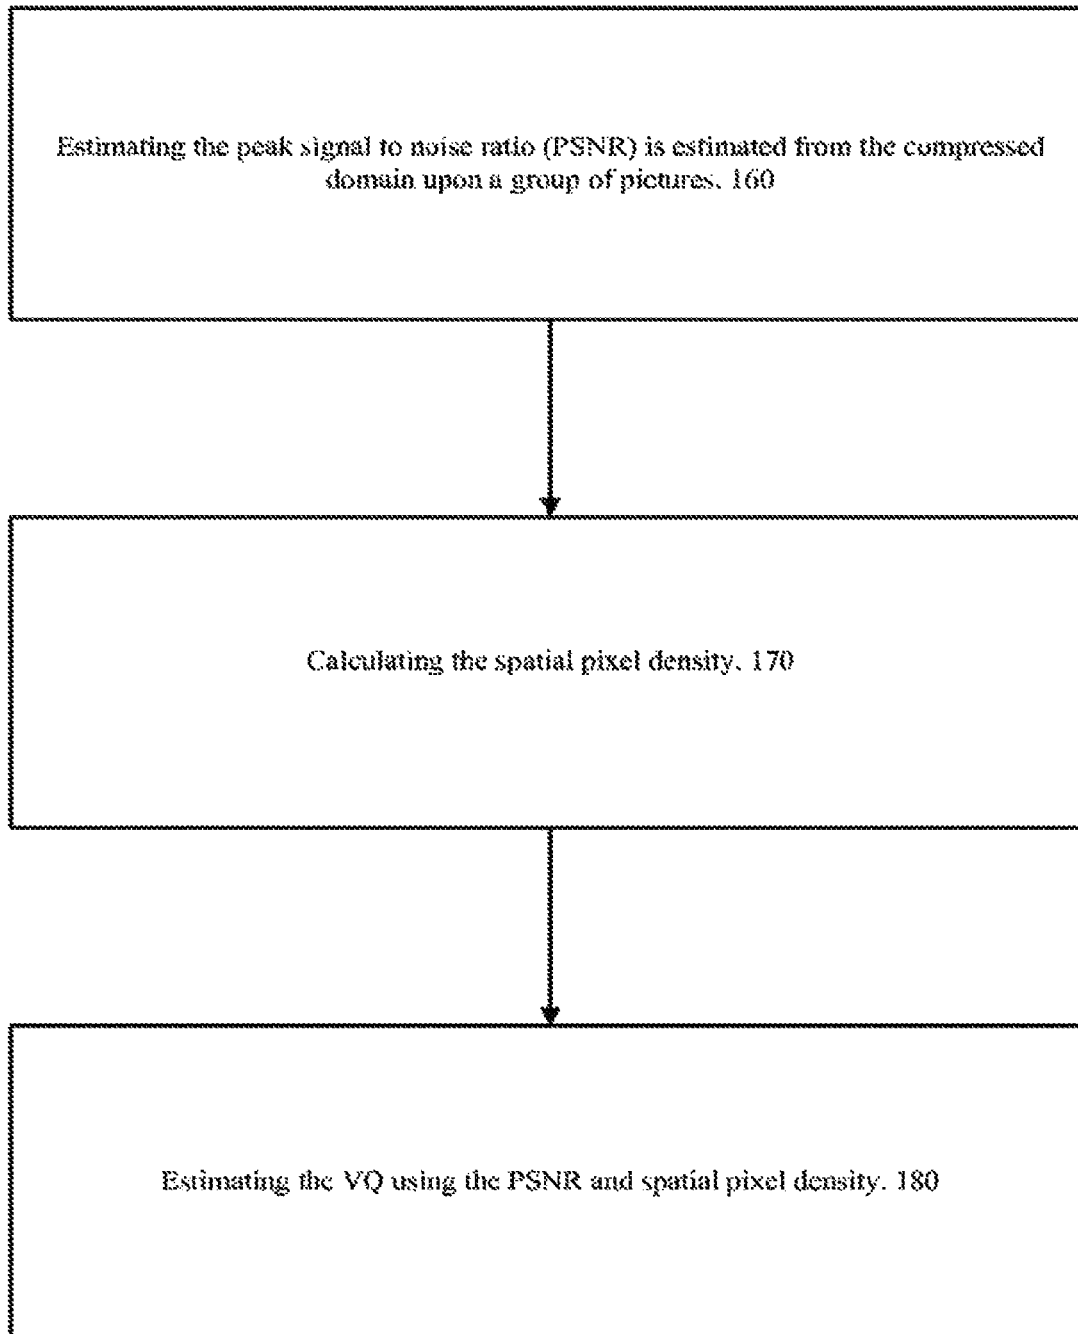 Estimating the peak signal to noise ratio (PSNR) is estimated from the compressed
domain upon a group of pictures. 160
Calculating the spatial pixel density. 170
Estimating the VQ using the PSNR and spatial pixel density. 180